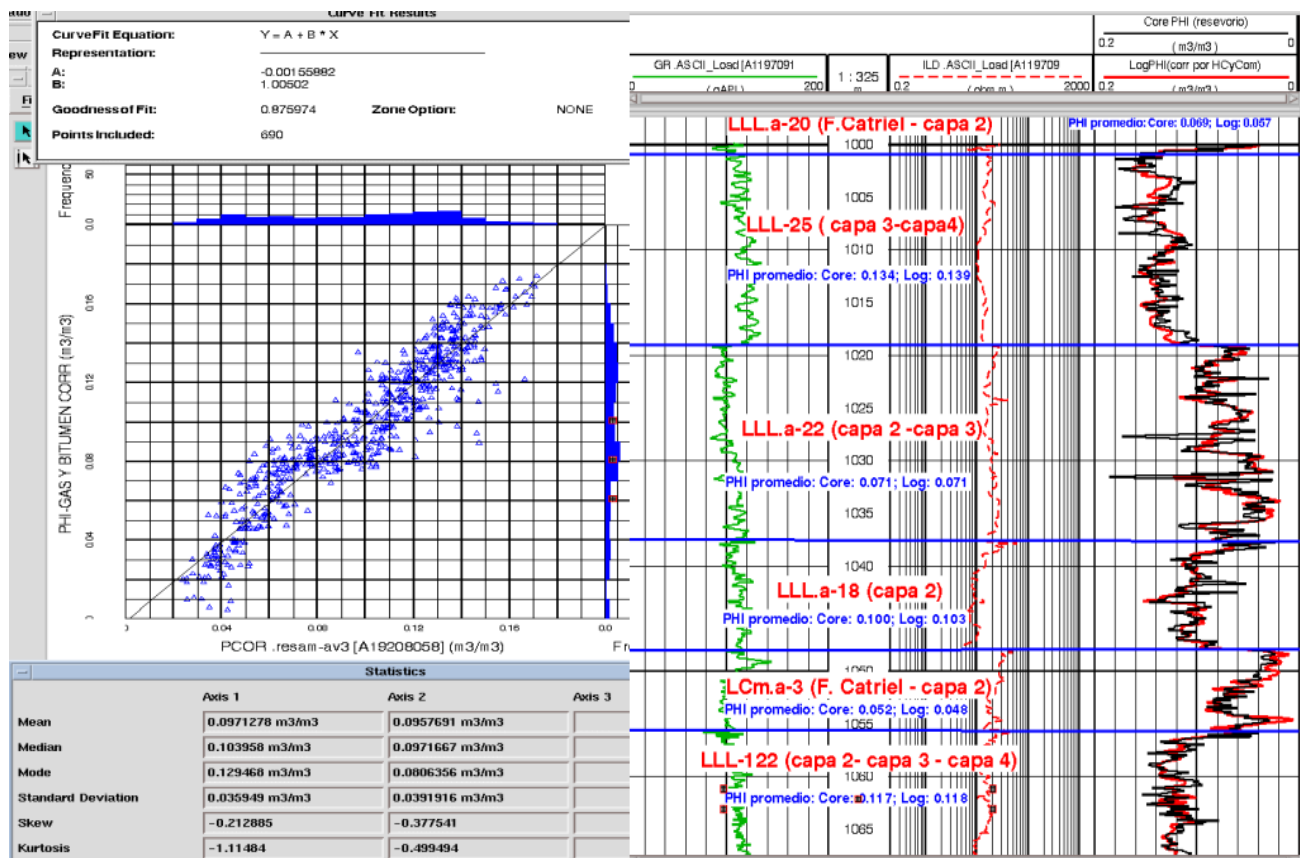 Curve Fit Results
CurveFit Equation: Y = A + B * X
Representation:
A: -0.00155882
B: 1.00502
Goodness of Fit: 0.875974 Zone Option: NONE
Points Included: 690
Frequency
50
0.0
PHI-GAS Y BITUMEN CORR (m3/m3)
0.16
0.12
0.08
0.04
0.04 0.08 0.12 0.16 0.0
PCOR .resam-av3 [A19208058] (m3/m3)
Statistics
Axis 1 Axis 2 Axis 3
Mean 0.0971278 m3/m3 0.0957691 m3/m3
Median 0.103958 m3/m3 0.0971667 m3/m3
Mode 0.129468 m3/m3 0.0806356 m3/m3
Standard Deviation 0.035949 m3/m3 0.0391916 m3/m3
Skew -0.212885 -0.377541
Kurtosis -1.11484 -0.499494
Core PHI (resevorio)
0.2 ( m3/m3 ) 0
GR .ASCII_Load [A1197091 1 : 325 ILD .ASCII_Load [A119709 LogPHI(corr por HCyCom)
0 (gAPI) 200 m 0.2 (ohm.m) 2000 0.2 (m3/m3) 0
LLL.a-20 (F.Catriel - capa 2) PHI promedio: Core: 0.069; Log: 0.057
1000
1005
LLL-25 ( capa 3-capa4)
1010
PHI promedio: Core: 0.134; Log: 0.139
1015
1020
1025
LLL.a-22 (capa 2 -capa 3)
1030
PHI promedio: Core: 0.071; Log: 0.071
1035
1040
LLL.a-18 (capa 2)
PHI promedio: Core: 0.100; Log: 0.103
1050
LCm.a-3 (F. Catriel - capa 2)
PHI promedio: Core: 0.052; Log: 0.048
1055
LLL-122 (capa 2- capa 3 - capa 4)
1060
PHI promedio: Core: 0.117; Log: 0.118
1065